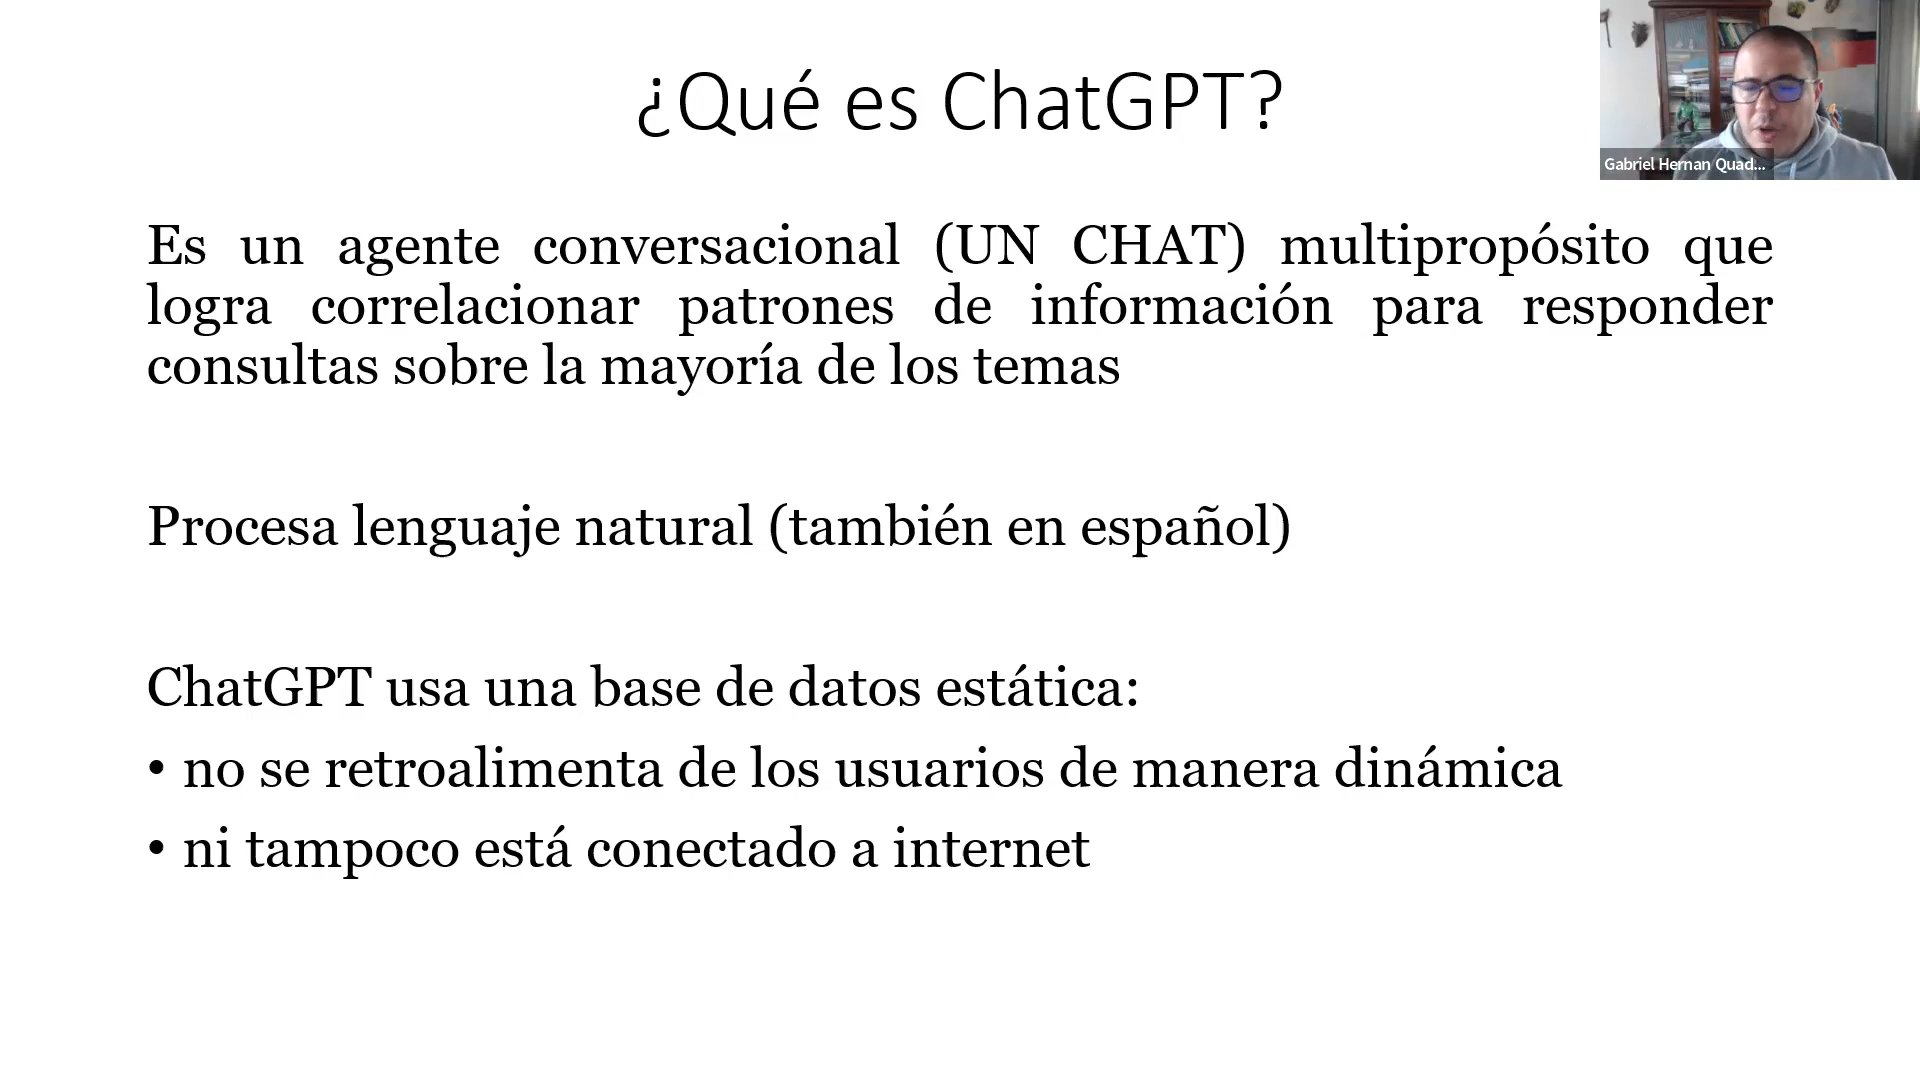 ¿Qué es ChatGPT?
Gabriel Hernan Quad...
Es un agente conversacional (UN CHAT) multipropósito que
logra correlacionar patrones de información para responder
consultas sobre la mayoría de los temas
Procesa lenguaje natural (también en español)
ChatGPT usa una base de datos estática:
• no se retroalimenta de los usuarios de manera dinámica
• ni tampoco está conectado a internet